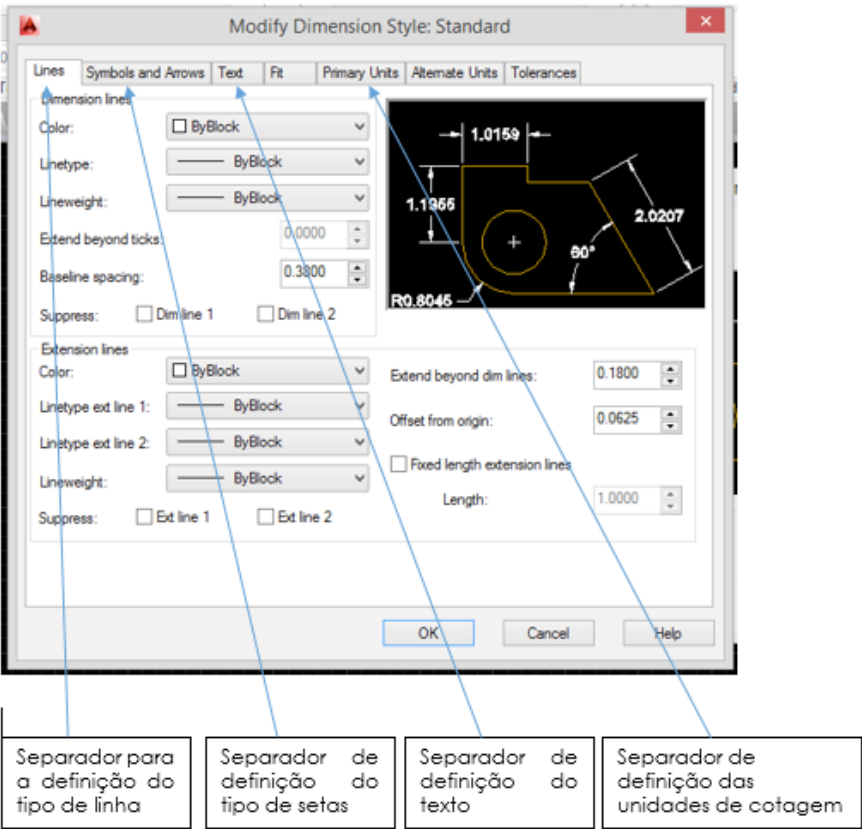 Modify Dimension Style: Standard
Lines Symbols and Arrows Text Fit Primary Units Alternate Units Tolerances
Dimension lines
Color: ByBlock
Linetype: ByBlock
Lineweight: ByBlock
Extend beyond ticks: 0.0000
Baseline spacing: 0.3800
Suppress: Dim line 1 Dim line 2
1.0159
1.1955
2.0207
60°
R0.8045
Extension lines
Color: ByBlock
Linetype ext line 1: ByBlock
Linetype ext line 2: ByBlock
Lineweight: ByBlock
Suppress: Ext line 1 Ext line 2
Extend beyond dim lines: 0.1800
Offset from origin: 0.0625
Fixed length extension lines
Length: 1.0000
OK Cancel Help
Separador para
a definição do
tipo de linha
Separador de
definição do
tipo de setas
Separador de
definição do
texto
Separador de
definição das
unidades de cotagem